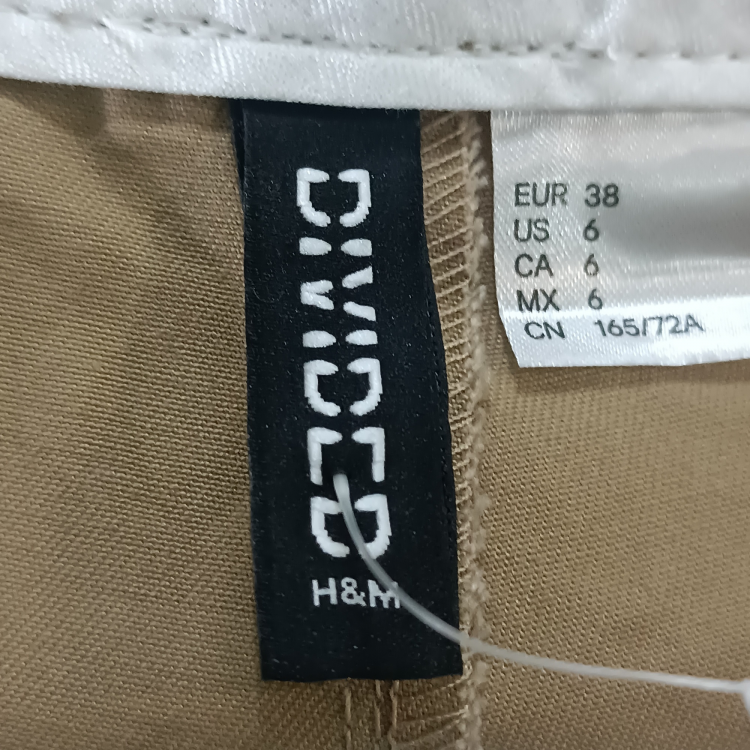 DIVIDED
H&M
EUR 38
US 6
CA 6
MX 6
CN 165/72A